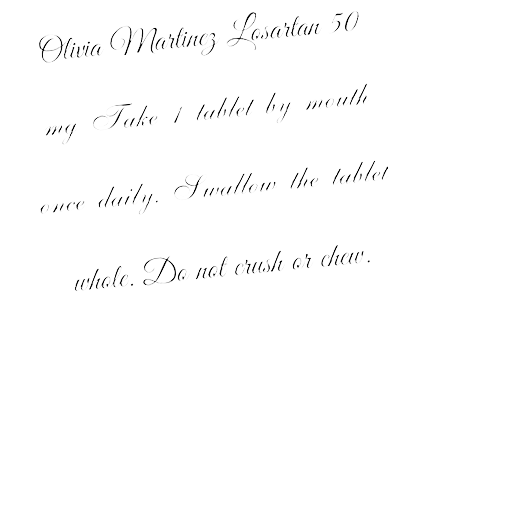 Olivia Martinez Losartan 50
mg Take 1 tablet by mouth
once daily. Swallow the tablet
whole. Do not crush or chew.